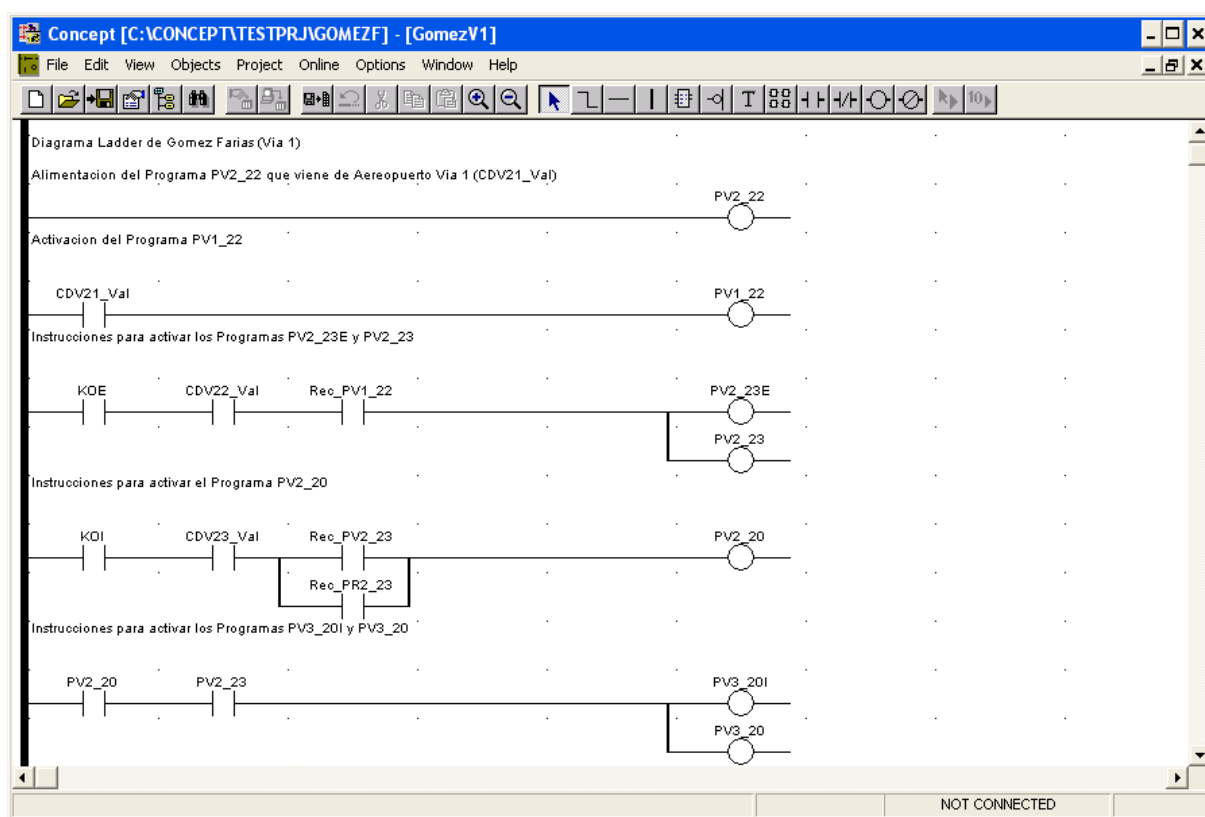 Concept [C:\CONCEPT\TESTPRJ\GOMEZF] - [GomezV1]
File Edit View Objects Project Online Options Window Help
T 10
Diagrama Ladder de Gomez Farias (Via 1)
Alimentacion del Programa PV2_22 que viene de Aereopuerto Via 1 (CDV21_Val)
PV2_22
Activacion del Programa PV1_22
CDV21_Val PV1_22
Instrucciones para activar los Programas PV2_23E y PV2_23
KOE CDV22_Val Rec_PV1_22 PV2_23E
PV2_23
Instrucciones para activar el Programa PV2_20
KOI CDV23_Val Rec_PV2_23 PV2_20
Rec_PR2_23
Instrucciones para activar los Programas PV3_20I y PV3_20
PV2_20 PV2_23 PV3_20I
PV3_20
NOT CONNECTED